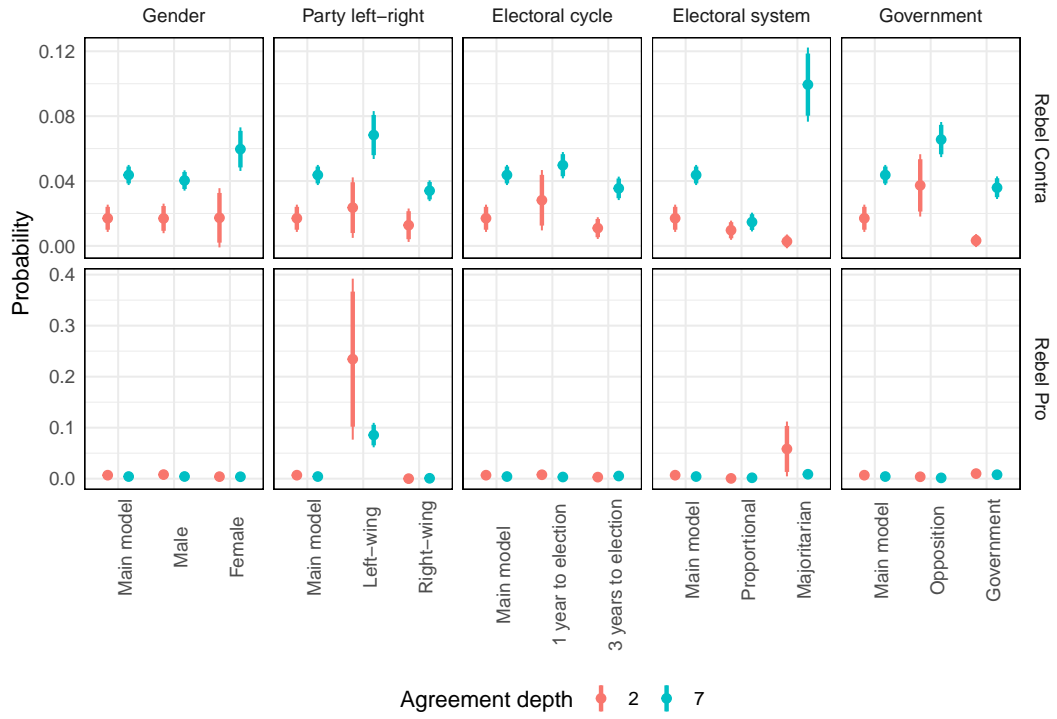 Gender
Party left−right
Electoral cycle
Electoral system
Government
Probability
0.12
0.08
0.04
0.00
Rebel Contra
0.4
0.3
0.2
0.1
0.0
Rebel Pro
Main model
Male
Female
Main model
Left−wing
Right−wing
Main model
1 year to election
3 years to election
Main model
Proportional
Majoritarian
Main model
Opposition
Government
Agreement depth 2 7